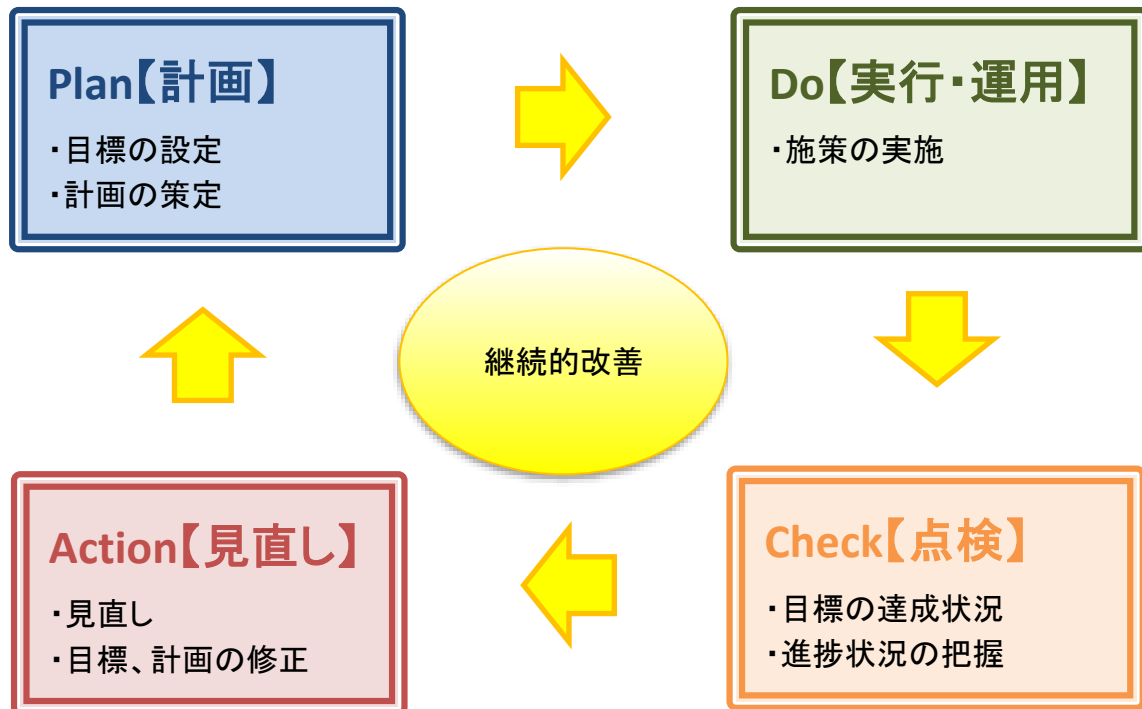 Plan【計画】
・目標の設定
・計画の策定
Do【実行・運用】
・施策の実施
継続的改善
Action【見直し】
・見直し
・目標、計画の修正
Check【点検】
・目標の達成状況
・進捗状況の把握